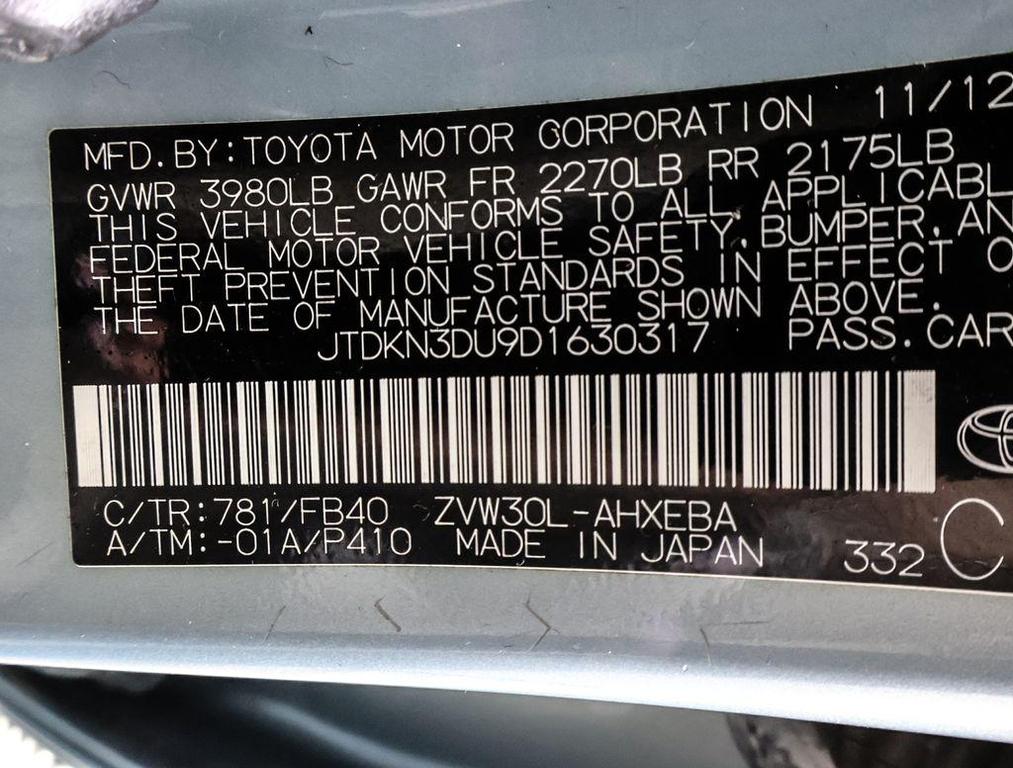 MFD.BY:TOYOTA MOTOR CORPORATION 11/12
GVWR 3980LB GAWR FR 2270LB RR 2175LB
THIS VEHICLE CONFORMS TO ALL APPLICABL
FEDERAL MOTOR VEHICLE SAFETY,BUMPER,AN
THEFT PREVENTION STANDARDS IN EFFECT O
THE DATE OF MANUFACTURE SHOWN ABOVE.
JTDKN3DU9D1630317 PASS.CAR
C/TR:781/FB40 ZVW30L-AHXEBA
A/TM:-01A/P410 MADE IN JAPAN 332 C